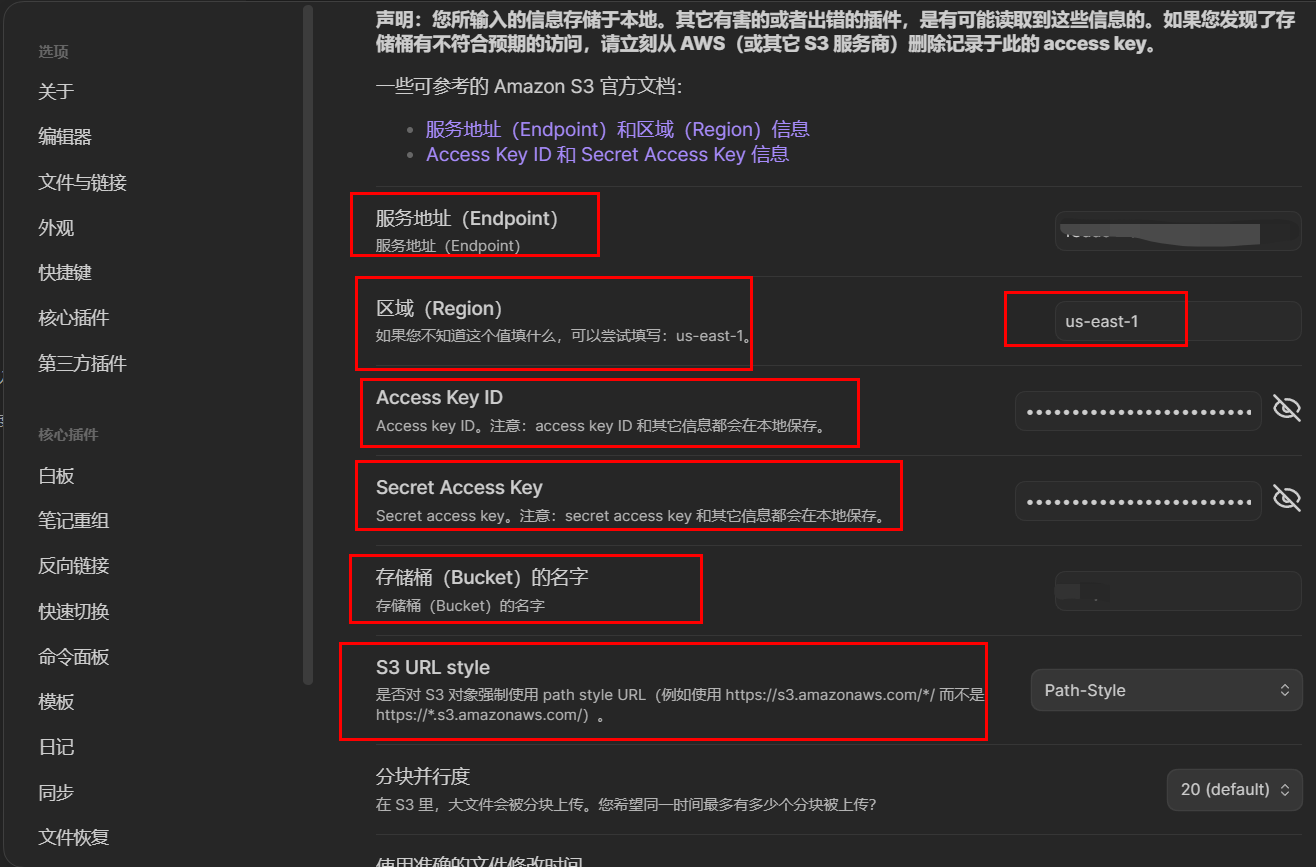 选项
关于
编辑器
文件与链接
外观
快捷键
核心插件
第三方插件
核心插件
白板
笔记重组
反向链接
快速切换
命令面板
模板
日记
同步
文件恢复
声明：您所输入的信息存储于本地。其它有害的或者出错的插件，是有可能读取到这些信息的。如果您发现了存
储桶有不符合预期的访问，请立刻从 AWS（或其它 S3 服务商）删除记录于此的 access key。
一些可参考的 Amazon S3 官方文档：
服务地址（Endpoint）和区域（Region）信息
Access Key ID 和 Secret Access Key 信息
服务地址（Endpoint）
服务地址（Endpoint）
区域（Region）
如果您不知道这个值填什么，可以尝试填写：us-east-1。
us-east-1
Access Key ID
Access key ID。注意：access key ID 和其它信息都会在本地保存。
Secret Access Key
Secret access key。注意：secret access key 和其它信息都会在本地保存。
存储桶（Bucket）的名字
存储桶（Bucket）的名字
S3 URL style
是否对 S3 对象强制使用 path style URL（例如使用 https://s3.amazonaws.com/*/ 而不是
https://*.s3.amazonaws.com/）。
Path-Style
分块并行度
在 S3 里，大文件会被分块上传。您希望同一时间最多有多少个分块被上传？
20 (default)
使用准确的文件修改时间